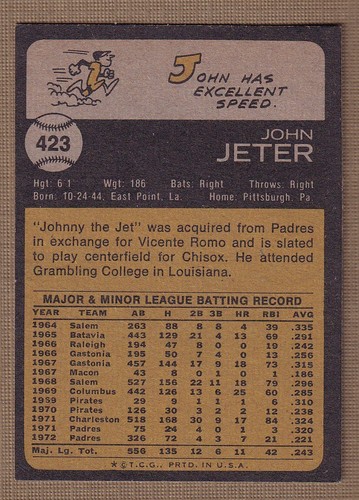 JOHN HAS
EXCELLENT
SPEED.
423
JOHN
JETER
Hgt: 6 1 Wgt: 186 Bats: Right Throws: Right
Born: 10-24-44, East Point, La. Home: Pittsburgh, Pa
"Johnny the Jet" was acquired from Padres
in exchange for Vicente Romo and is slated
to play centerfield for Chisox. He attended
Grambling College in Louisiana.
MAJOR & MINOR LEAGUE BATTING RECORD
YEAR TEAM AB H 2B 3B HR RBI AVG
1964 Salem 263 88 8 8 4 39 .335
1965 Batavia 443 129 21 4 13 69 .291
1966 Raleigh 194 47 8 0 0 19 .242
1966 Gastonia 195 50 7 4 0 13 .256
1967 Gastonia 457 144 17 9 18 73 .315
1967 Macon 43 8 0 1 0 1 .186
1968 Salem 527 156 22 11 18 79 .296
1969 Columbus 442 126 13 6 25 60 .285
1959 Pirates 29 9 1 1 1 6 .310
1970 Pirates 126 30 3 2 2 12 .238
1971 Charleston 518 168 30 9 17 84 .324
1971 Padres 75 24 4 0 1 3 .320
1972 Padres 326 72 4 3 7 21 .221
Maj. Lg. Tot. 556 135 12 6 11 42 .243
*©T.C.G., PRTD. IN U.S.A.